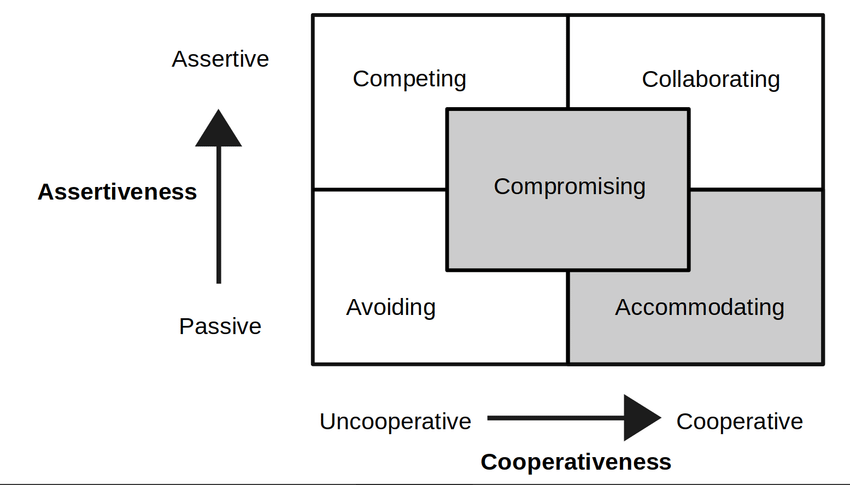 Assertive
Competing
Collaborating
Assertiveness
Compromising
Passive
Avoiding
Accommodating
Uncooperative
Cooperative
Cooperativeness